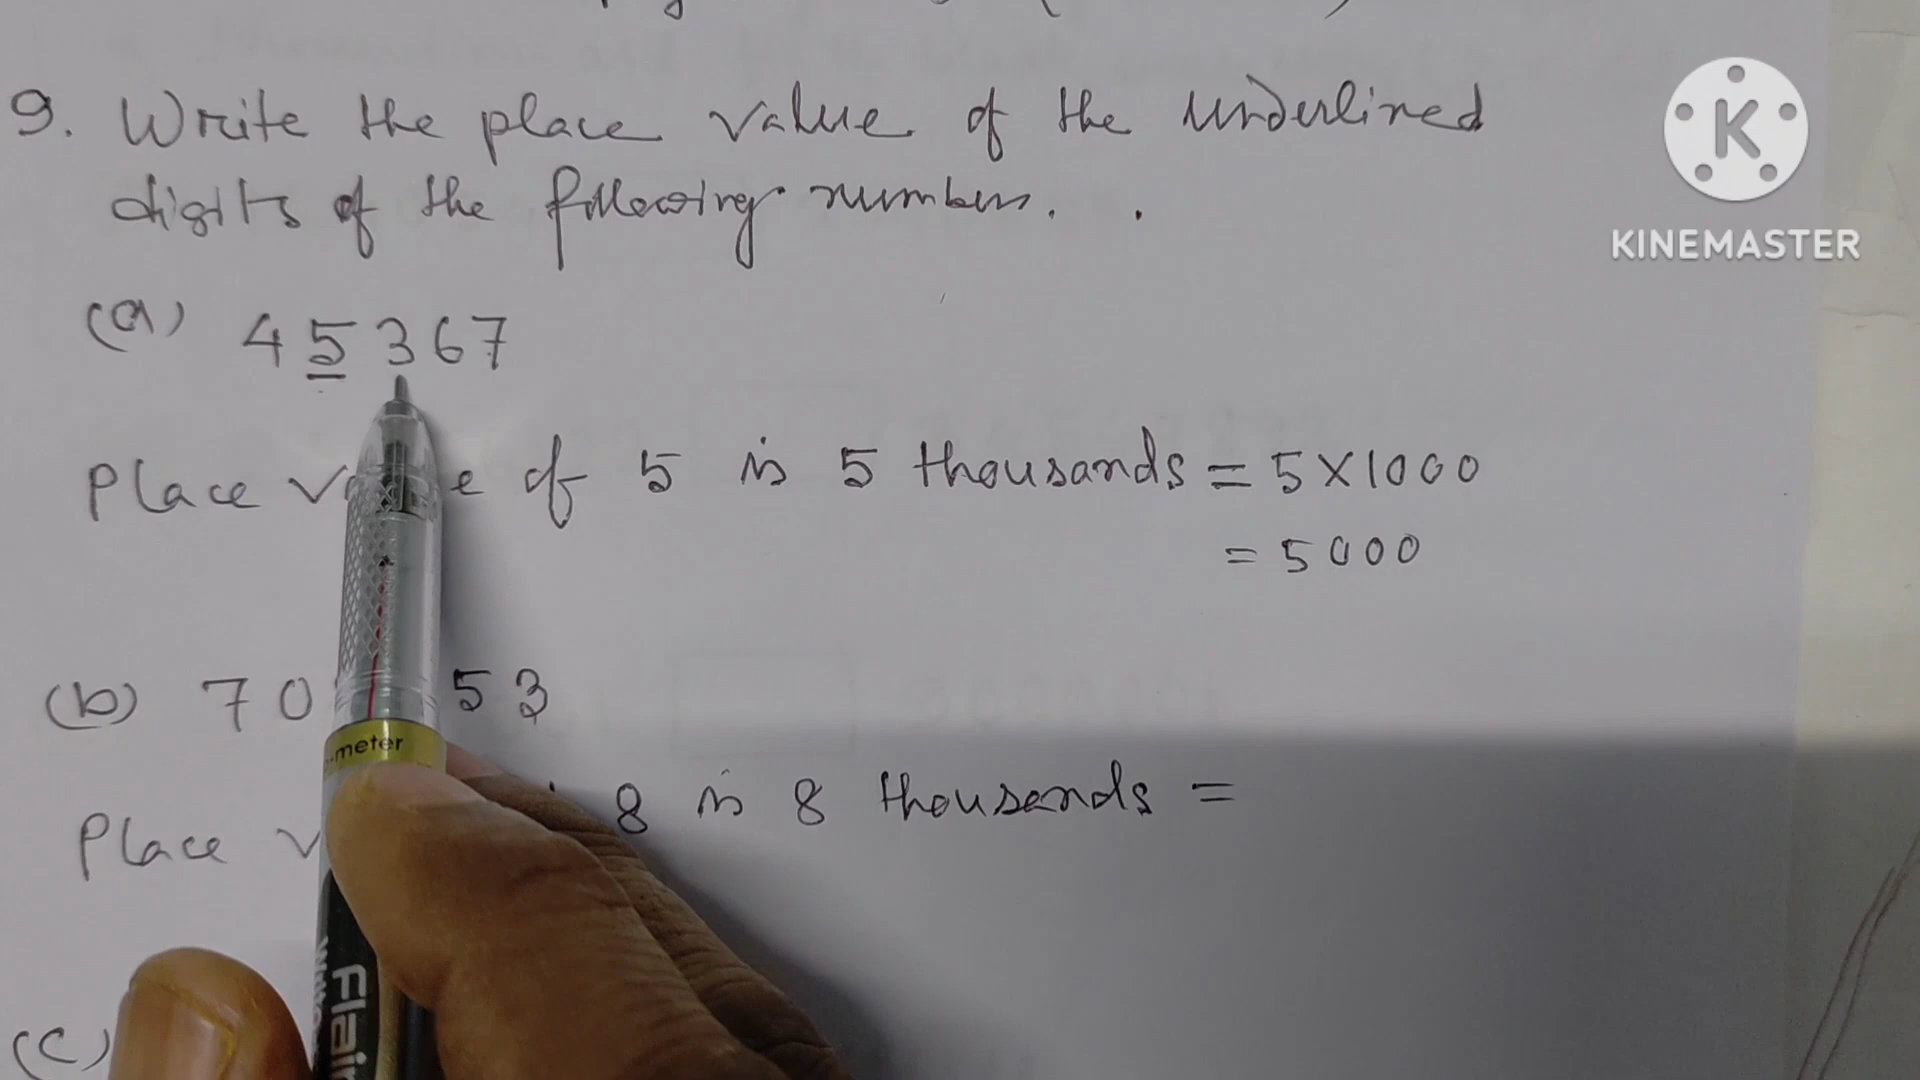 9. Write the place value of the underlined
digits of the following numbers.
(a) 45367
Place of 5 is 5 thousands = 5×1000
= 5000
(b) 70 53
Place 8 is 8 thousands =
(c)
K
KINEMASTER
-meter
Flair